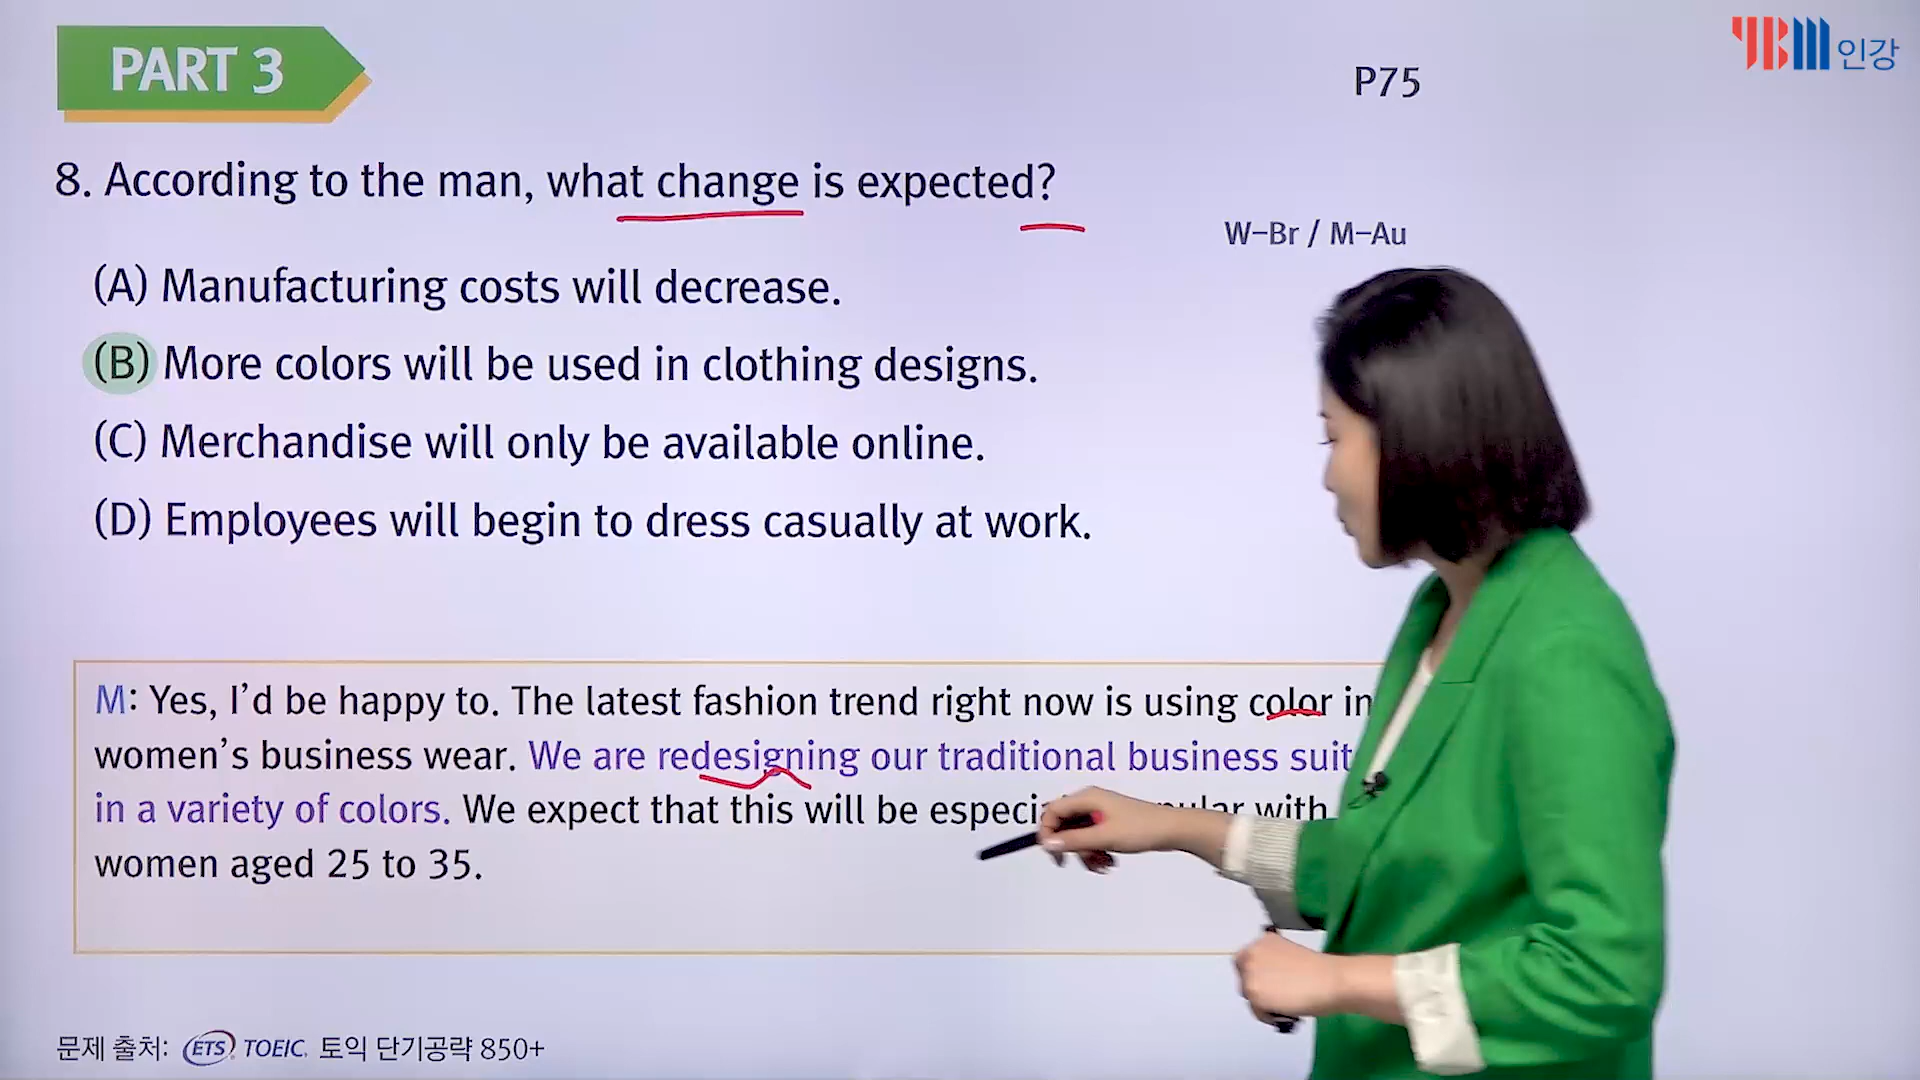 PART 3
P75
YBM 인강
8. According to the man, what change is expected?
W-Br / M-Au
(A) Manufacturing costs will decrease.
(B) More colors will be used in clothing designs.
(C) Merchandise will only be available online.
(D) Employees will begin to dress casually at work.
M: Yes, I'd be happy to. The latest fashion trend right now is using color in
women's business wear. We are redesigning our traditional business
in a variety of colors. We expect that this will be with
women aged 25 to 35.
문제 출처: ETS TOEIC 토익 단기공략 850+